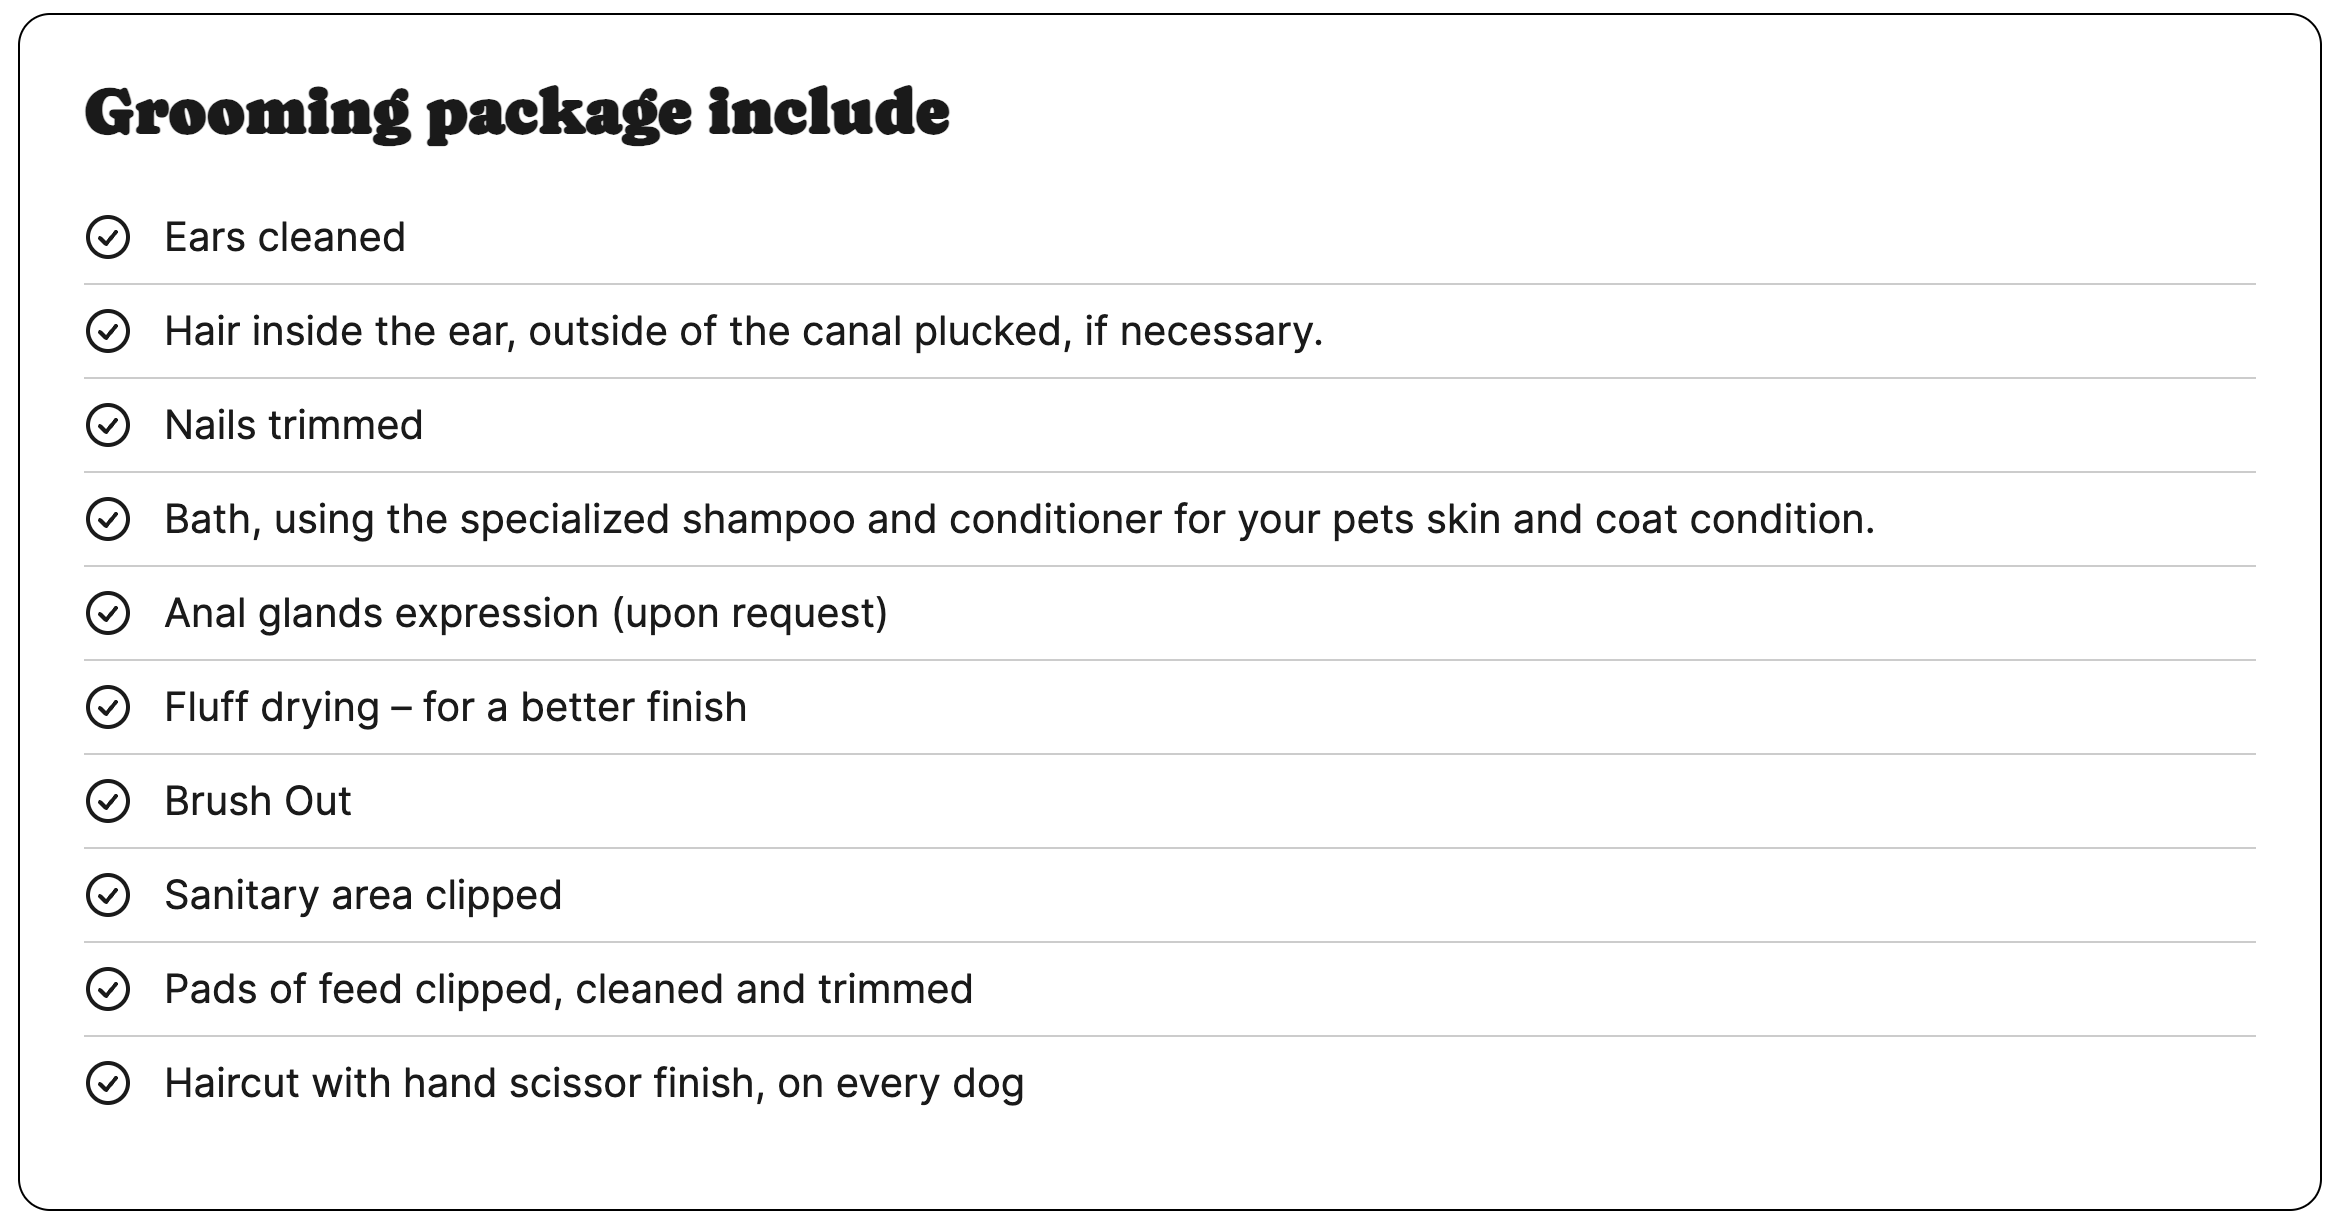 Grooming package include
Ears cleaned
Hair inside the ear, outside of the canal plucked, if necessary.
Nails trimmed
Bath, using the specialized shampoo and conditioner for your pets skin and coat condition.
Anal glands expression (upon request)
Fluff drying – for a better finish
Brush Out
Sanitary area clipped
Pads of feed clipped, cleaned and trimmed
Haircut with hand scissor finish, on every dog